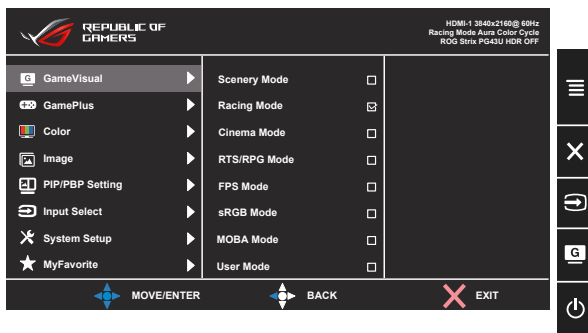 REPUBLIC OF
GAMERS
HDMI-1 3840x2160@ 60Hz
Racing Mode Aura Color Cycle
ROG Strix PG43U HDR OFF
G GameVisual
GamePlus
Color
Image
PIP/PBP Setting
Input Select
System Setup
MyFavorite
Scenery Mode
Racing Mode
Cinema Mode
RTS/RPG Mode
FPS Mode
sRGB Mode
MOBA Mode
User Mode
MOVE/ENTER
BACK
EXIT
G